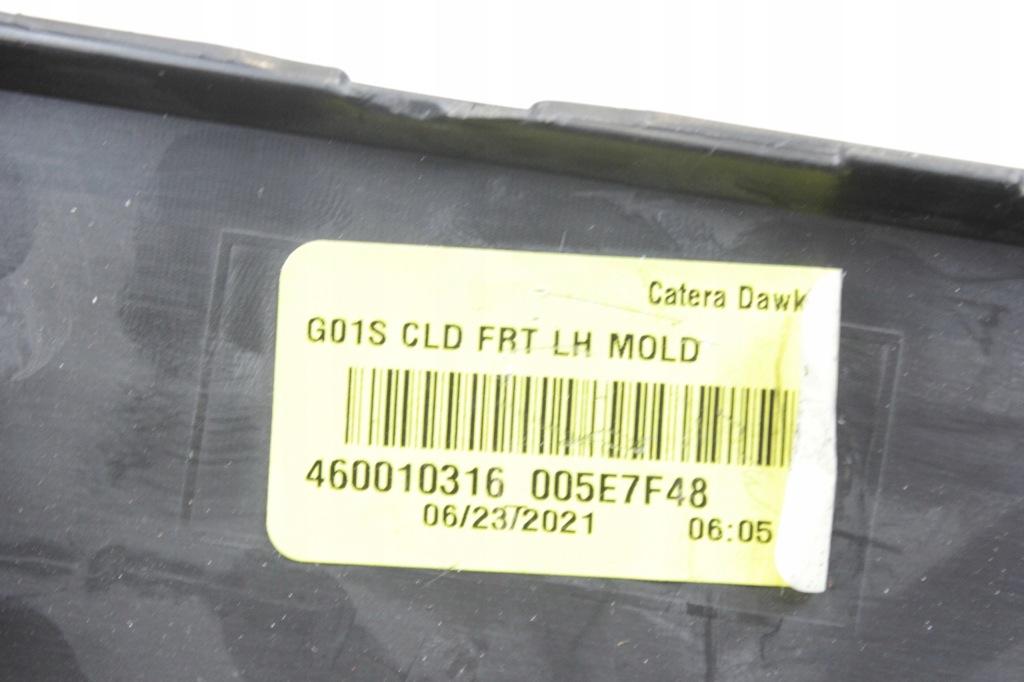 Catera Dawk
G01S CLD FRT LH MOLD
460010316 005E7F48
06/23/2021 06:05